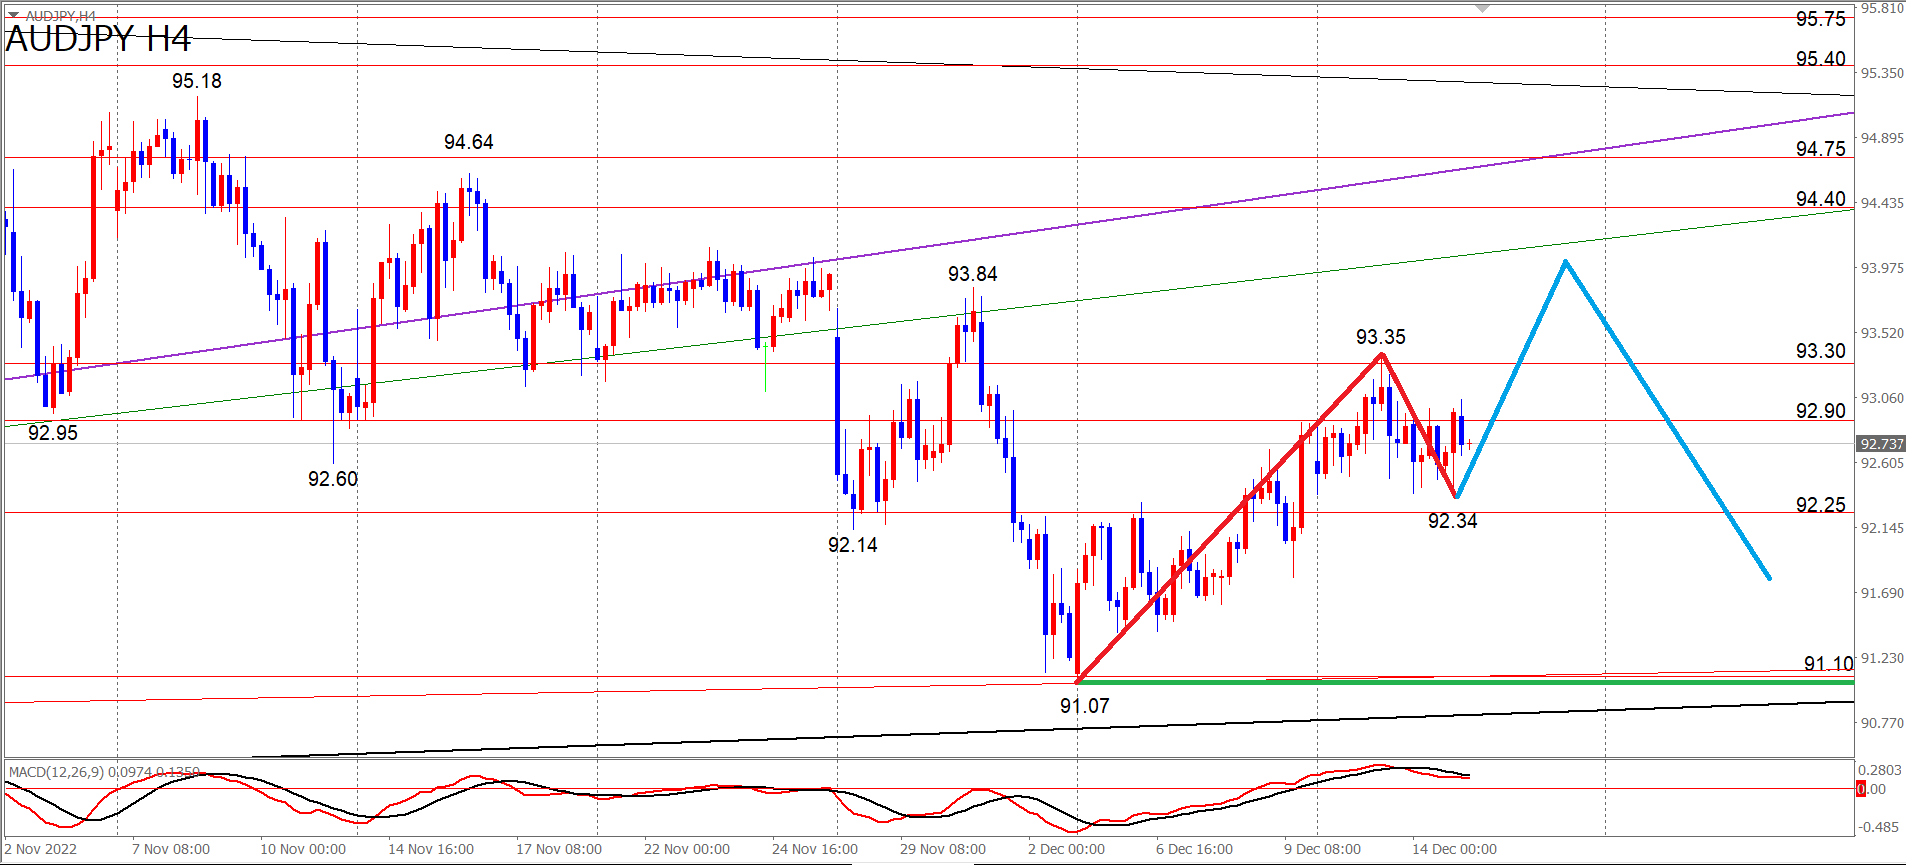 AUDJPY,H4
AUDJPY H4
95.18
94.64
93.84
93.35
92.95
92.60
92.14
92.34
91.07
95.75
95.40
94.75
94.40
93.30
92.90
92.25
91.10
95.810
95.350
94.895
94.435
93.975
93.520
93.060
92.737
92.605
92.145
91.690
91.230
90.770
MACD(12,26,9) 0.0974 0.1359
0.2803
0.00
-0.485
2 Nov 2022
7 Nov 08:00
10 Nov 00:00
14 Nov 16:00
17 Nov 08:00
22 Nov 00:00
24 Nov 16:00
29 Nov 08:00
2 Dec 00:00
6 Dec 16:00
9 Dec 08:00
14 Dec 00:00